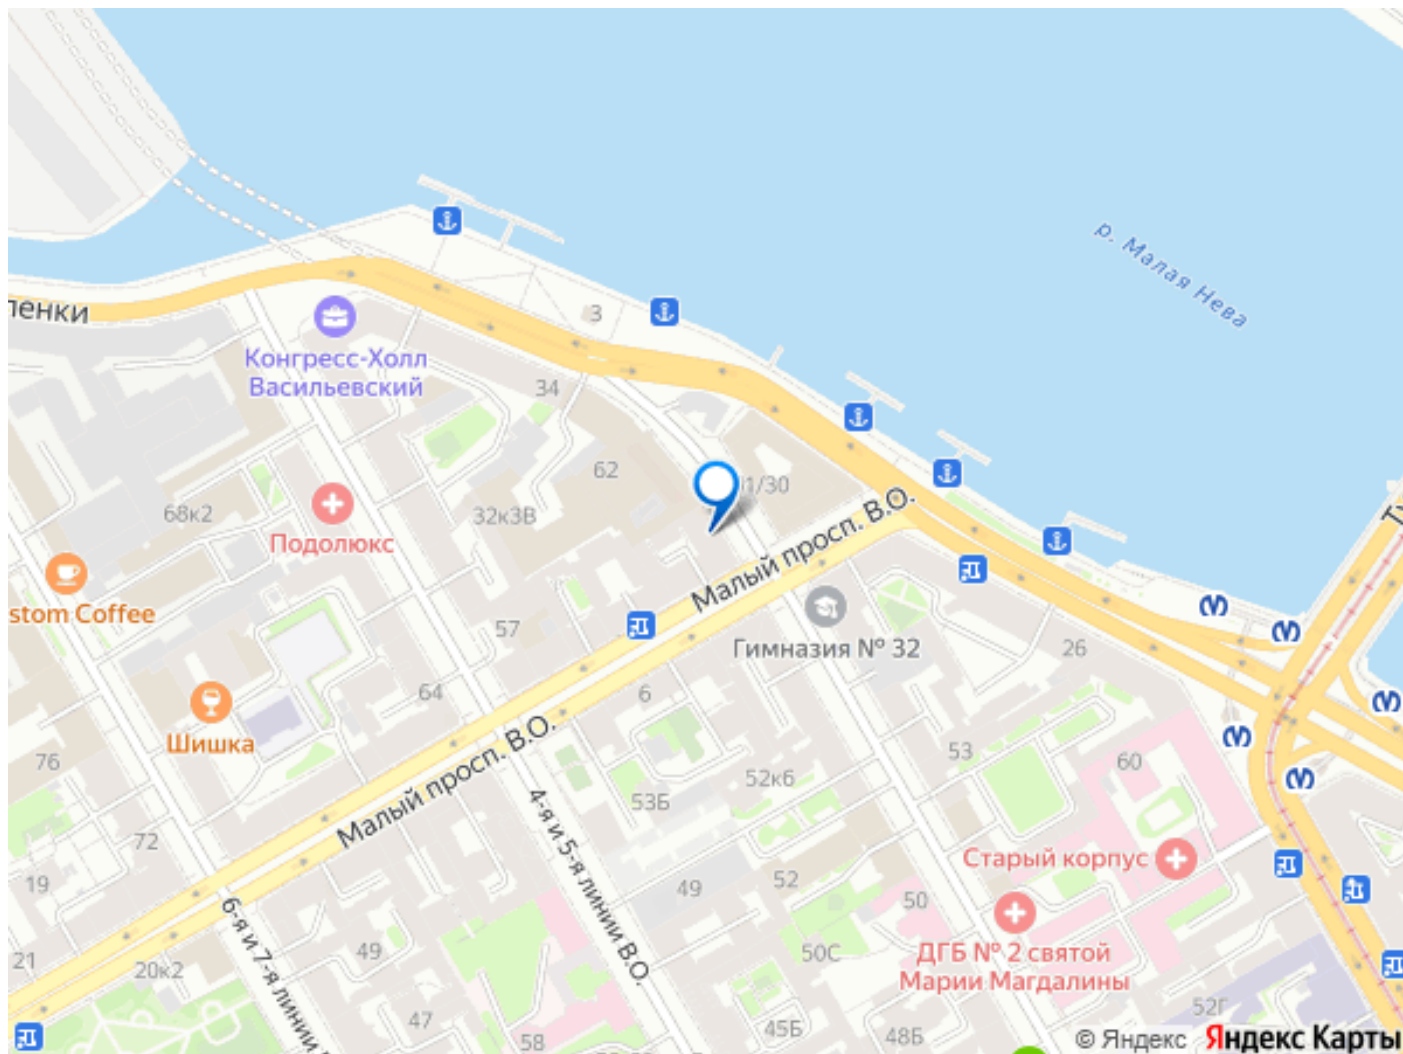 р. Малая Нева
ленки
3
Конгресс-Холл
Васильевский
34
62
1/30
68к2
32к3В
Малый просп. В.О.
Подолюкс
stom Coffee
57
Гимназия № 32
26
64
6
Шишка
76
Малый просп. В.О.
53
60
52к6
53Б
4-я и 5-я линии В.О.
72
Старый корпус
19
49
52
50
6-я и 7-я линии
49
50С
ДГБ № 2 святой
Марии Магдалины
21
20к2
52Г
47
45Б
48Б
58
© Яндекс Яндекс Карты